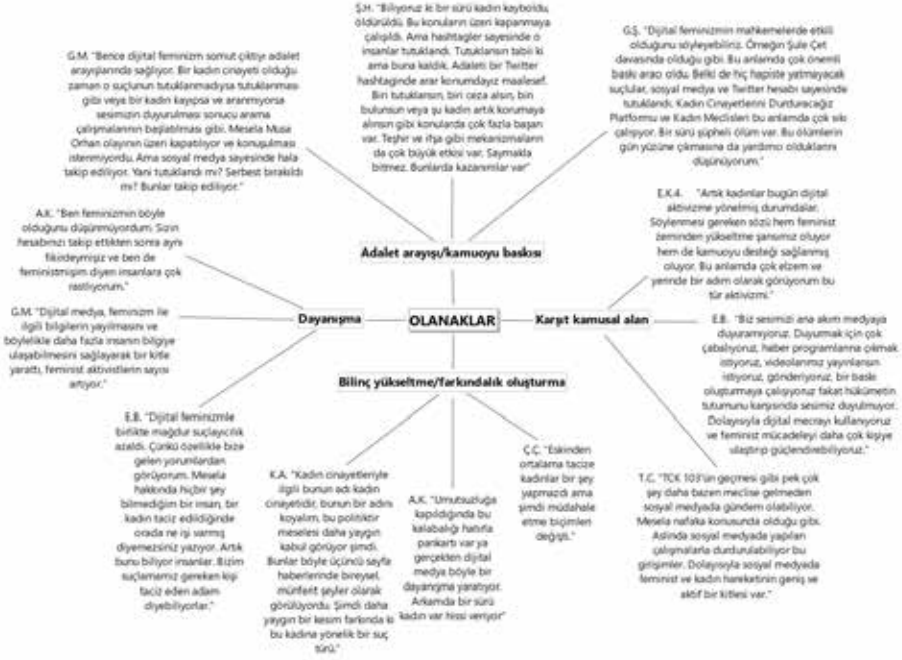 Ş.H. "Biliyoruz ki bir sürü kadın kayboldu,
öldürüldü. Bu konuların üzeri kapanmaya
çalışıldı. Ama hashtagler sayesinde o
insanlar tutuklandı. Tutuklansın tabii ki
ama buna kaldık. Adaleti bir Twitter
hashtaginde arar konumdayız maalesef.
Biri tutuklansın, biri ceza alsın, biri
bulunsun veya şu kadın artık korumaya
alınsın gibi konularda çok fazla başarı
var. Teşhir ve ifşa gibi mekanizmaların
da çok büyük etkisi var. Saymakla
bitmez. Bunlarda kazanımlar var"
G.M. "Bence dijital feminizm somut çıktıyı adalet
arayışlarında sağlıyor. Bir kadın cinayeti olduğu
zaman o suçlunun tutuklanmadıysa tutuklanması
gibi veya bir kadın kayıpsa ve aranmıyorsa
sesimizin duyurulması sonucu arama
çalışmalarının başlatılması gibi. Mesela Musa
Orhan olayının üzeri kapatılıyor ve konuşulması
istenmiyordu. Ama sosyal medya sayesinde hala
takip ediliyor. Yani tutuklandı mı? Serbest bırakıldı
mı? Bunlar takip ediliyor."
G.Ş. "Dijital feminizmin mahkemelerde etkili
olduğunu söyleyebiliriz. Örneğin Şule Çet
davasında olduğu gibi. Bu anlamda çok önemli
baskı aracı oldu. Belki de hiç hapiste yatmayacak
suçlular, sosyal medya ve Twitter hesabı sayesinde
tutuklandı. Kadın Cinayetlerini Durduracağız
Platformu ve Kadın Meclisleri bu anlamda çok sıkı
çalışıyor. Bir sürü şüpheli ölüm var. Bu ölümlerin
gün yüzüne çıkmasına da yardımcı olduklarını
düşünüyorum."
Adalet arayışı/kamuoyu baskısı
A.K. "Ben feminizmin böyle
olduğunu düşünmüyordum. Sizin
hesabınızı takip ettikten sonra aynı
fikirdeymişiz ve ben de
feministmişim diyen insanlara çok
rastlıyorum."
E.K.4. "Artık kadınlar bugün dijital
aktivizme yönelmiş durumdalar.
Söylenmesi gereken sözü hem feminist
zeminden yükseltme şansımız oluyor
hem de kamuoyu desteği sağlanmış
oluyor. Bu anlamda çok elzem ve
yerinde bir adım olarak görüyorum bu
tür aktivizmi."
G.M. "Dijital medya, feminizm ile
ilgili bilgilerin yayılmasını ve
böylelikle daha fazla insanın bilgiye
ulaşabilmesini sağlayarak bir kitle
yarattı, feminist aktivistlerin sayısı
artıyor."
Dayanışma
OLANAKLAR
Karşıt kamusal alan
E.B. "Biz sesimizi ana akım medyaya
duyuramıyoruz. Duyurmak için çok
çabalıyoruz, haber programlarına çıkmak
istiyoruz, videolarımız yayınlansın
istiyoruz, gönderiyoruz, bir baskı
oluşturmaya çalışıyoruz fakat hükümetin
tutumunu karşısında sesimiz duyulmuyor.
Dolayısıyla dijital mecrayı kullanıyoruz
ve feminist mücadeleyi daha çok kişiye
ulaştırıp güçlendirebiliyoruz."
Bilinç yükseltme/farkındalık oluşturma
E.B. "Dijital feminizmle
birlikte mağdur suçlayıcılık
azaldı. Çünkü özellikle bize
gelen yorumlardan
görüyorum. Mesela
hakkında hiçbir şey
bilmediğim bir insan, bir
kadın taciz edildiğinde
orada ne işi varmış
diyemezsiniz yazıyor. Artık
bunu biliyor insanlar. Bizim
suçlamamız gereken kişi
taciz eden adam
diyebiliyorlar."
K.A. "Kadın cinayetleriyle
ilgili bunun adı kadın
cinayetidir, bunun bir adını
koyalım, bu politiktir
meselesi daha yaygın
kabul görüyor şimdi.
Bunlar böyle üçüncü sayfa
haberlerinde bireysel,
münferit şeyler olarak
görülüyordu. Şimdi daha
yaygın bir kesim farkında ki
bu kadına yönelik bir suç
türü."
A.K. "Umutsuzluğa
kapıldığında bu
kalabalığı hatırla
pankartı var ya
gerçekten dijital
medya böyle bir
dayanışma yaratıyor.
Arkamda bir sürü
kadın var hissi veriyor"
Ç.Ç. "Eskinden
ortalama tacize
kadınlar bir şey
yapmazdı ama
şimdi müdahale
etme biçimleri
değişti."
T.C. "TCK 103'ün geçmesi gibi pek çok
şey daha bazen meclise gelmeden
sosyal medyada gündem olabiliyor.
Mesela nafaka konusunda olduğu gibi.
Aslında sosyal medyada yapılan
çalışmalarla durdurulabiliyor bu
girişimler. Dolayısıyla sosyal medyada
feminist ve kadın hareketinin geniş ve
aktif bir kitlesi var."